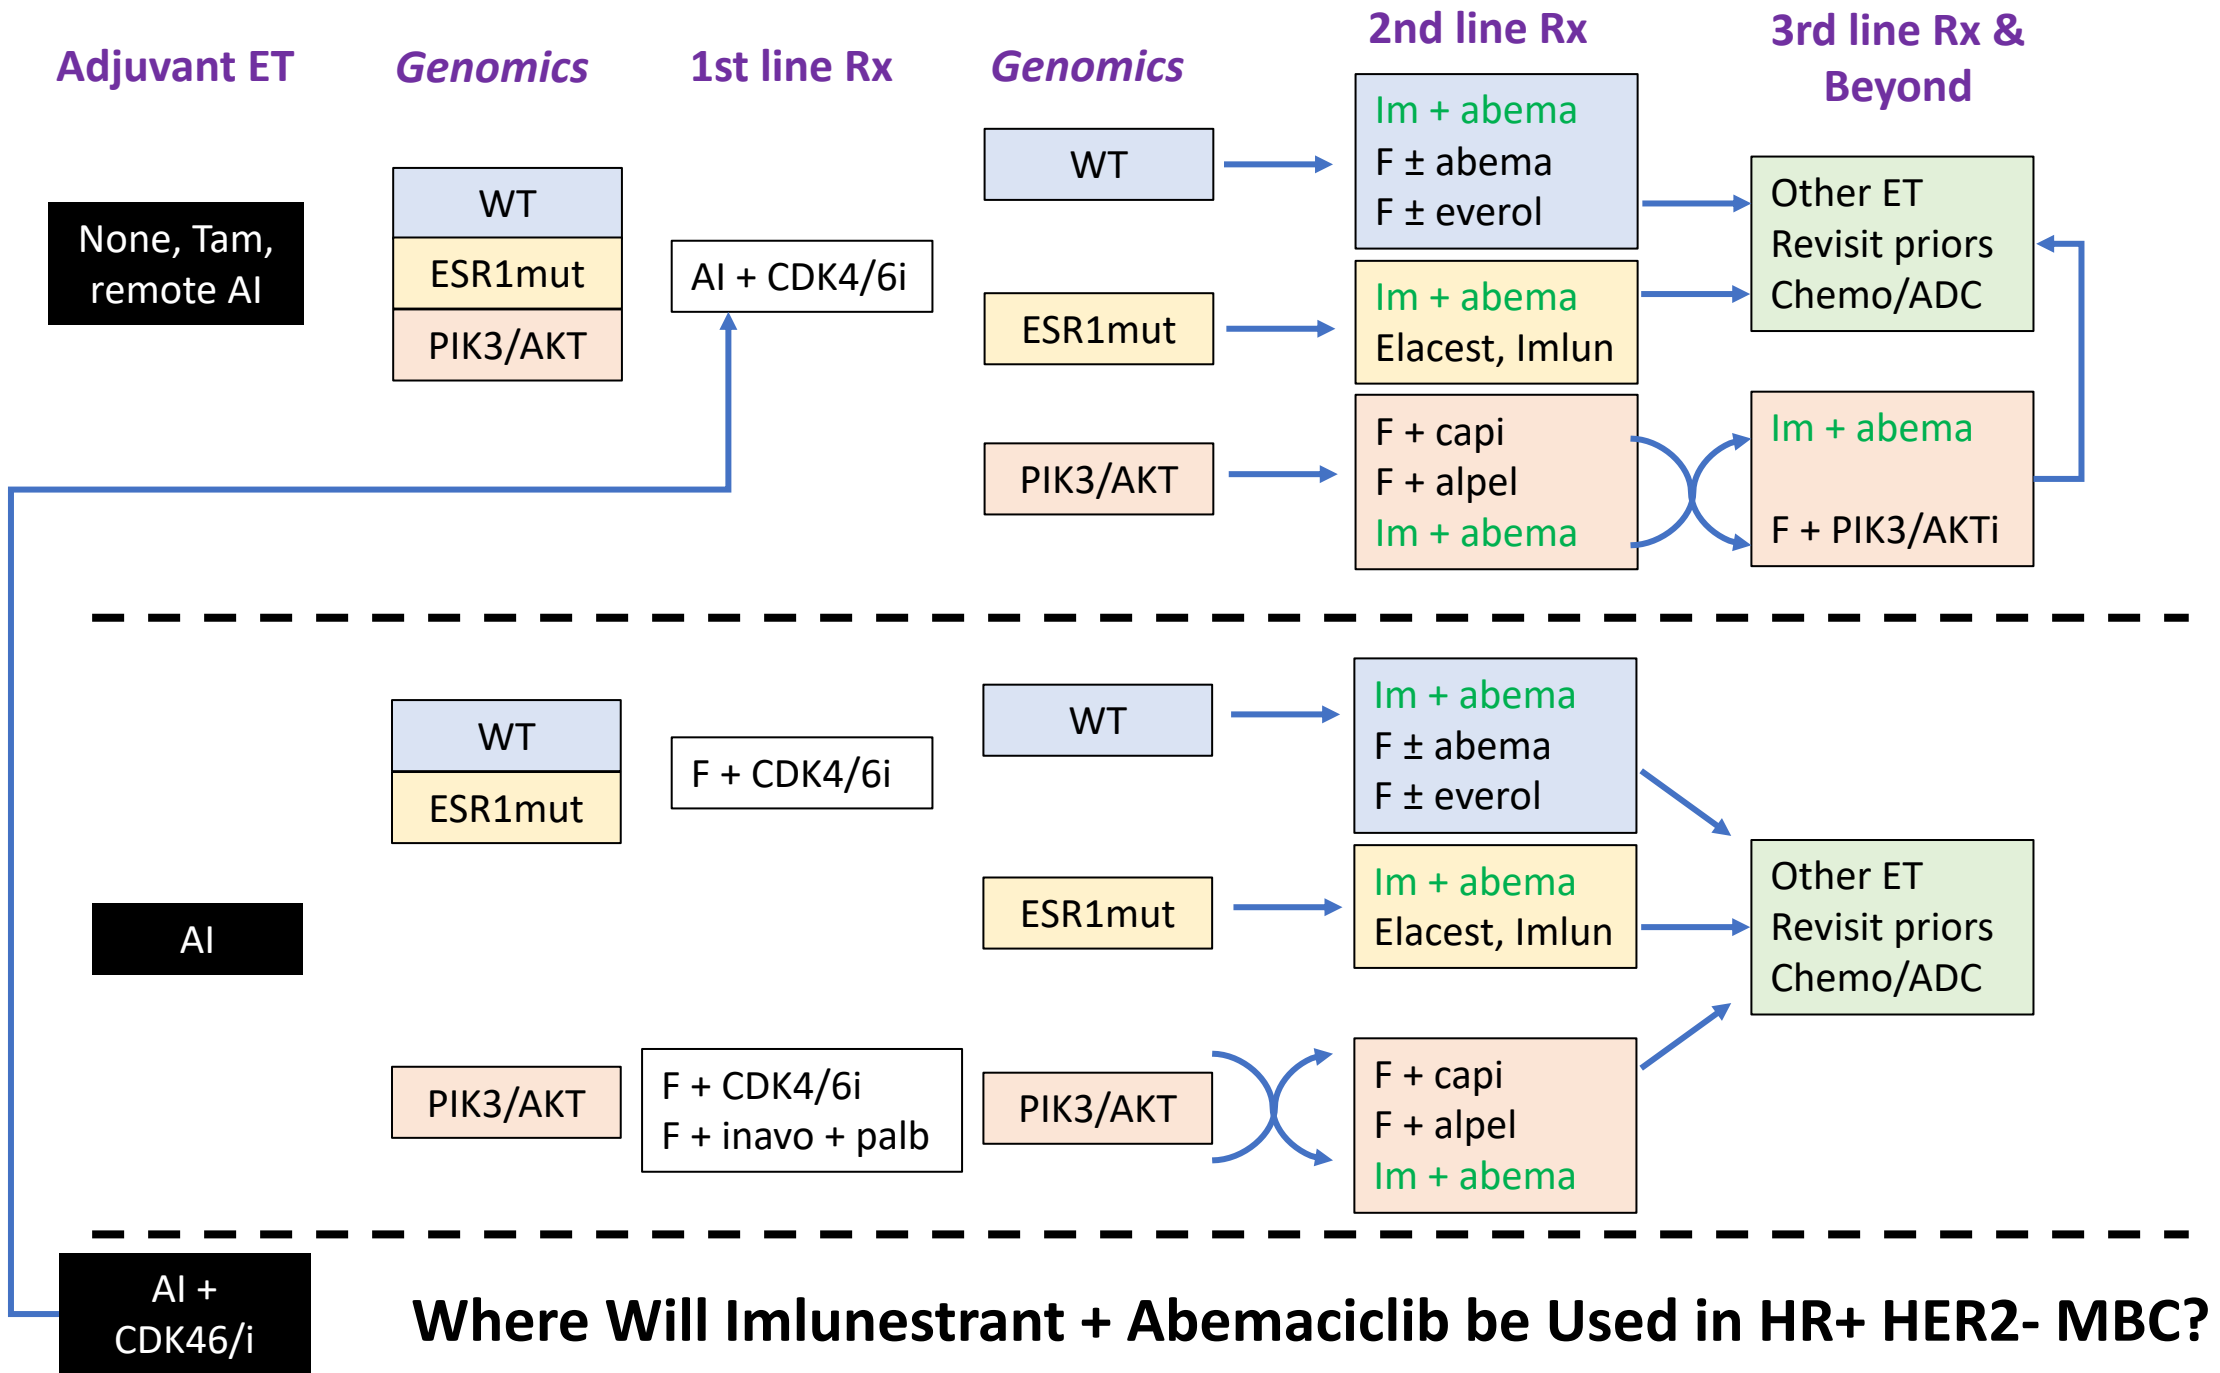 Adjuvant ET
Genomics
1st line Rx
Genomics
2nd line Rx
3rd line Rx &
Beyond
None, Tam,
remote AI
WT
ESR1mut
PIK3/AKT
AI + CDK4/6i
WT
ESR1mut
PIK3/AKT
Im + abema
F ± abema
F ± everol
Im + abema
Elacest, Imlun
F + capi
F + alpel
Im + abema
Other ET
Revisit priors
Chemo/ADC
Im + abema
F + PIK3/AKTi
AI
WT
ESR1mut
PIK3/AKT
F + CDK4/6i
F + CDK4/6i
F + inavo + palb
WT
ESR1mut
PIK3/AKT
Im + abema
F ± abema
F ± everol
Im + abema
Elacest, Imlun
F + capi
F + alpel
Im + abema
Other ET
Revisit priors
Chemo/ADC
AI +
CDK46/i
Where Will Imlunestrant + Abemaciclib be Used in HR+ HER2- MBC?